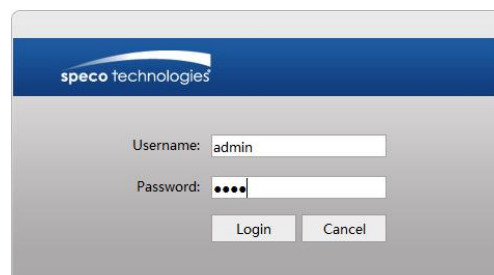 speco technologies
Username: admin
Password: ●●●●
Login Cancel